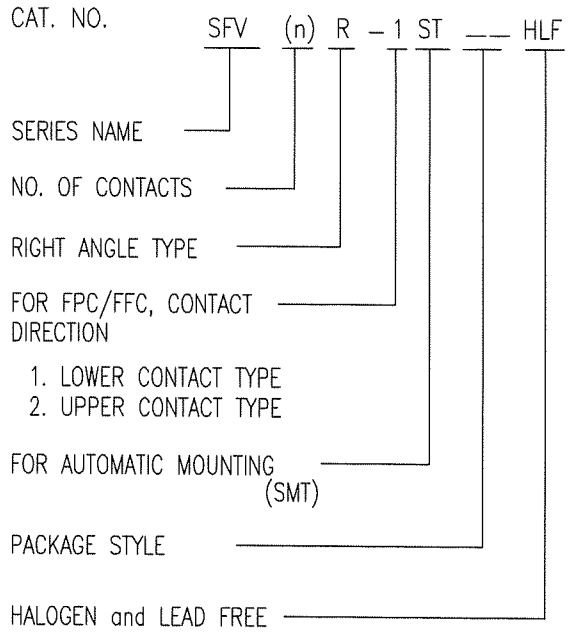 CAT. NO. SFV (n) R - 1 ST __ HLF
SERIES NAME
NO. OF CONTACTS
RIGHT ANGLE TYPE
FOR FPC/FFC, CONTACT
DIRECTION
1. LOWER CONTACT TYPE
2. UPPER CONTACT TYPE
FOR AUTOMATIC MOUNTING
(SMT)
PACKAGE STYLE
HALOGEN and LEAD FREE